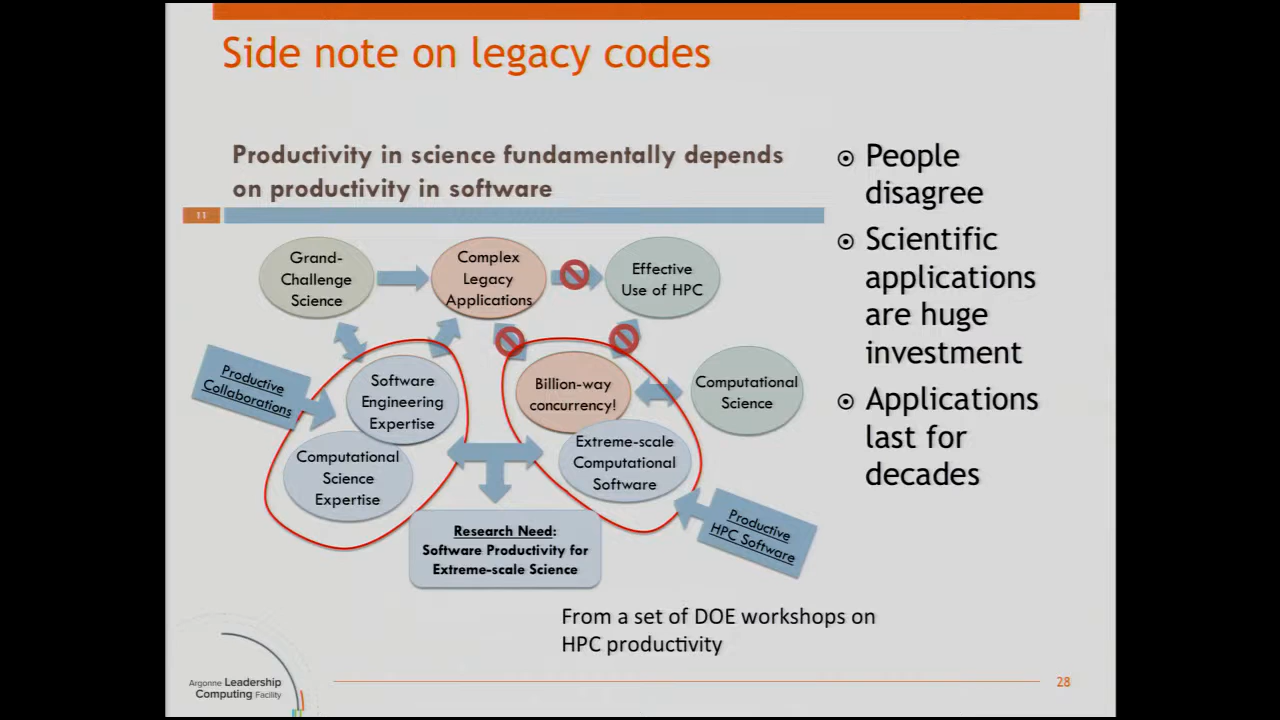 Side note on legacy codes
Productivity in science fundamentally depends
on productivity in software
11
Grand-
Challenge
Science
Complex
Legacy
Applications
Effective
Use of HPC
Productive
Collaborations
Software
Engineering
Expertise
Computational
Science
Expertise
Billion-way
concurrency!
Extreme-scale
Computational
Software
Computational
Science
Productive
HPC Software
Research Need:
Software Productivity for
Extreme-scale Science
From a set of DOE workshops on
HPC productivity
People
disagree
Scientific
applications
are huge
investment
Applications
last for
decades
Argonne Leadership
Computing Facility
28